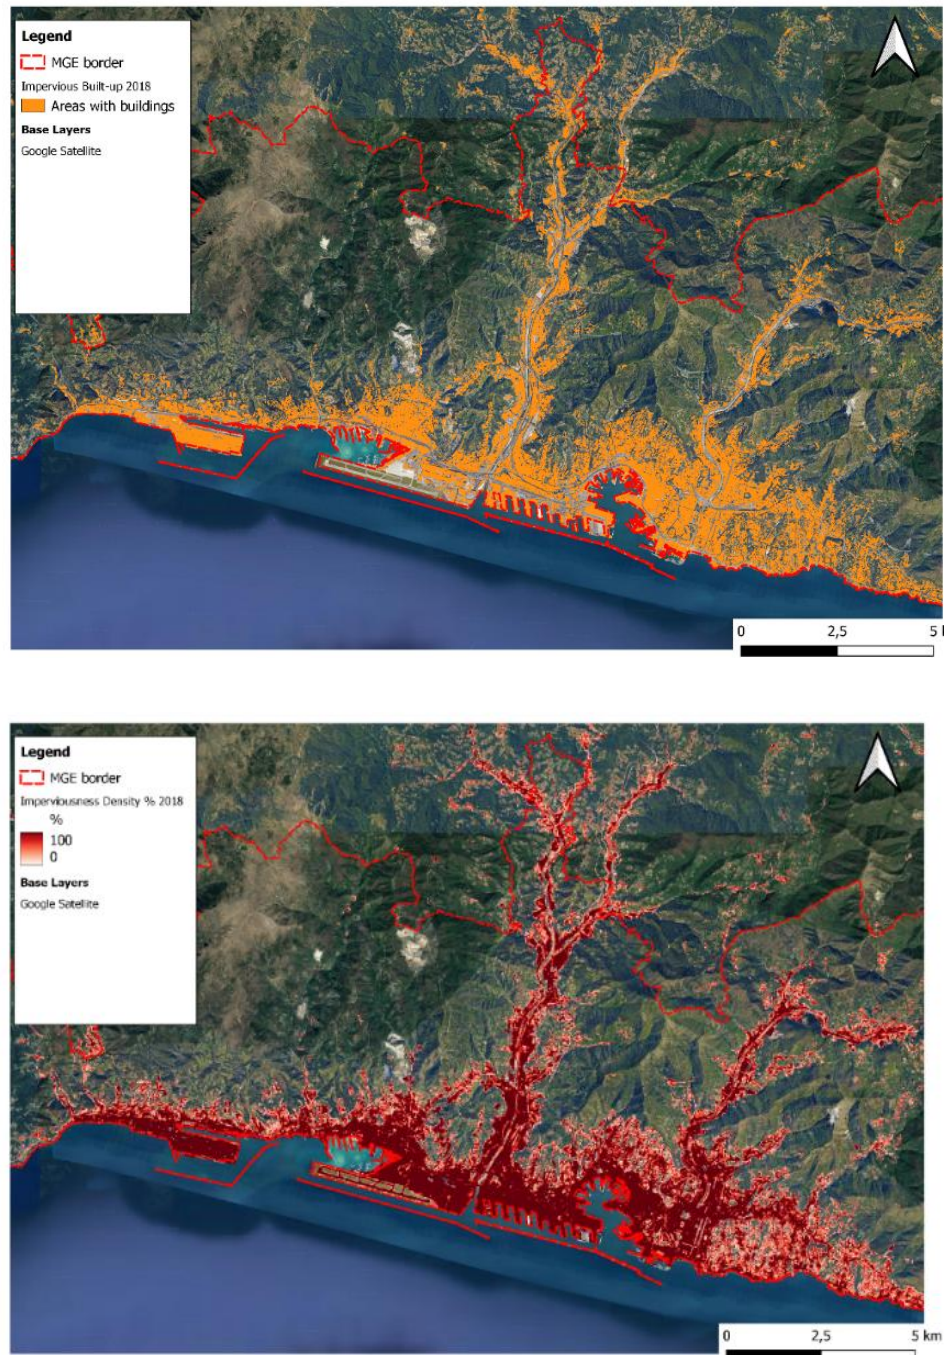 Legend
MGE border
Impervious Built-up 2018
Areas with buildings
Base Layers
Google Satellite
0 2,5 5 k
Legend
MGE border
Imperviousness Density % 2018
%
100
0
Base Layers
Google Satellite
0 2,5 5 km